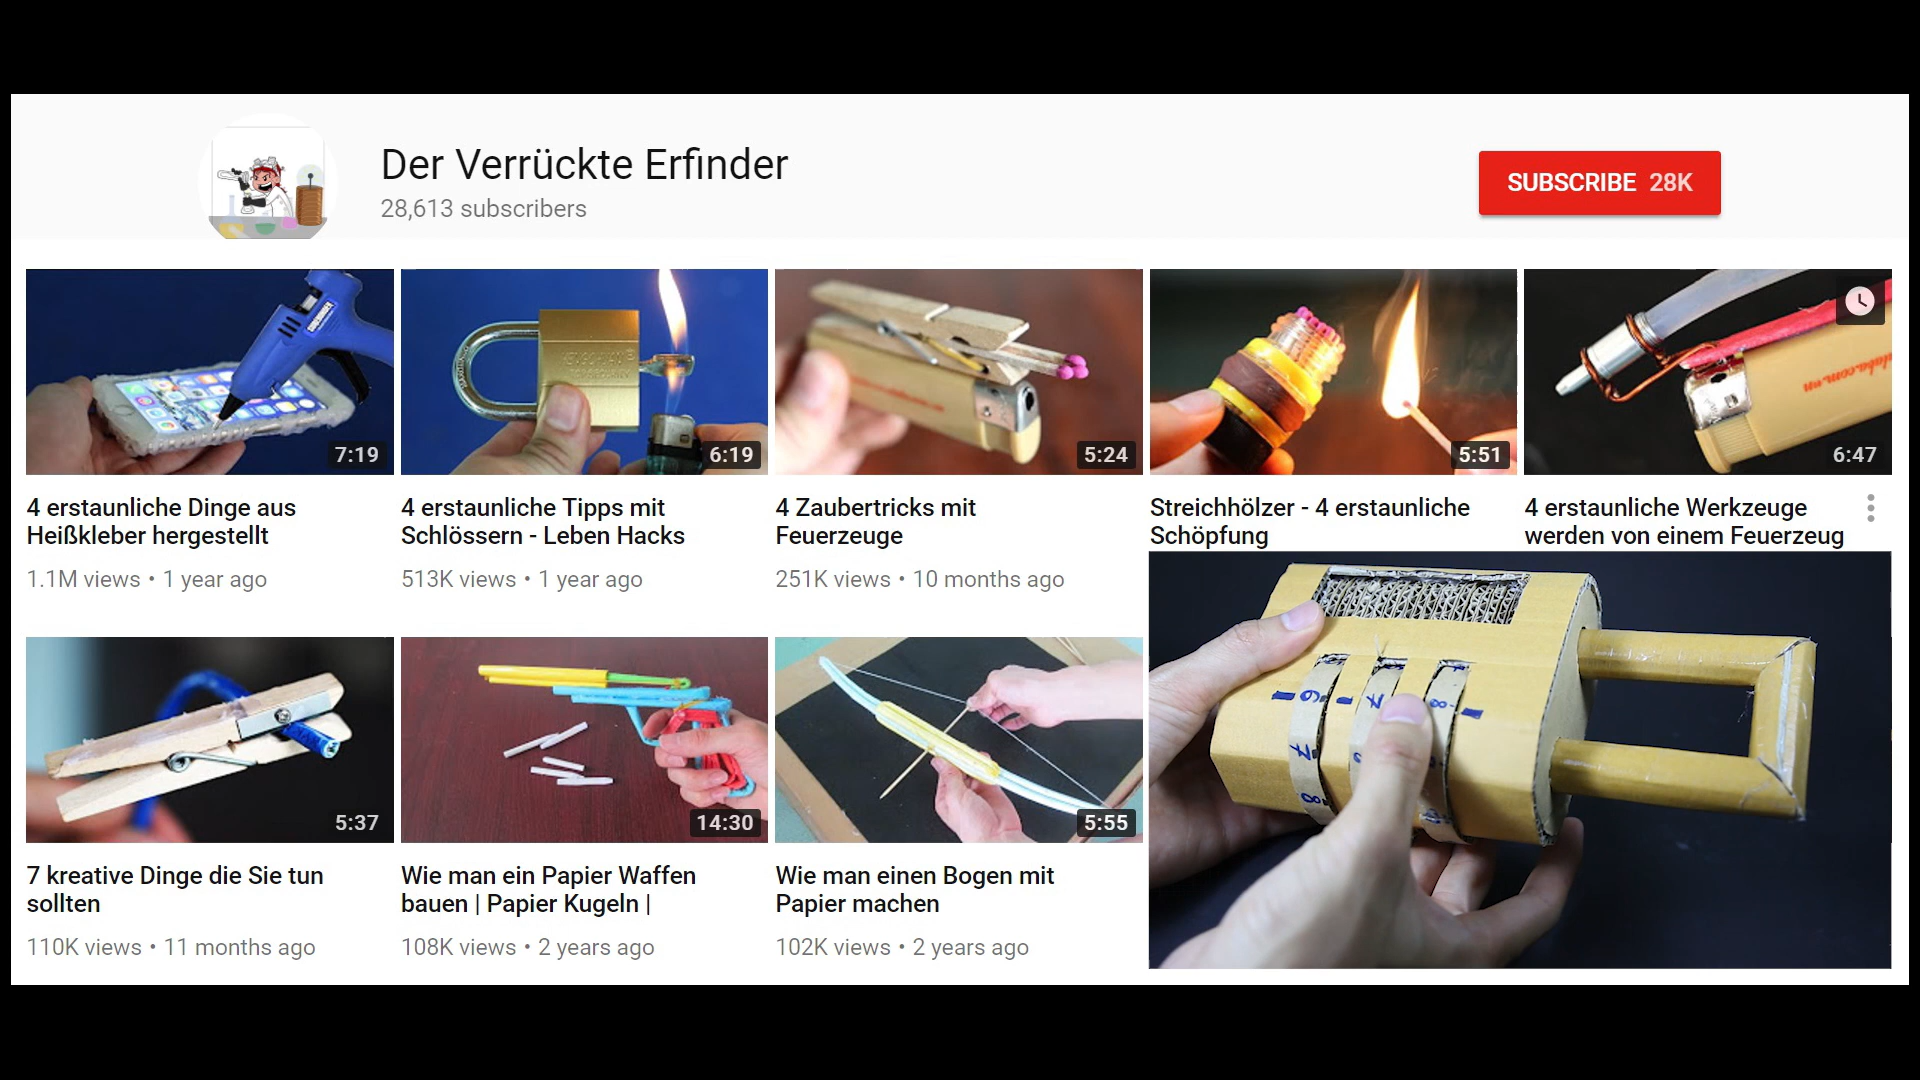 Der Verrückte Erfinder
28,613 subscribers
SUBSCRIBE 28K
7:19
6:19
5:24
5:51
6:47
4 erstaunliche Dinge aus
Heißkleber hergestellt
1.1M views • 1 year ago
4 erstaunliche Tipps mit
Schlössern - Leben Hacks
513K views • 1 year ago
4 Zaubertricks mit
Feuerzeuge
251K views • 10 months ago
Streichhölzer - 4 erstaunliche
Schöpfung
4 erstaunliche Werkzeuge
werden von einem Feuerzeug
5:37
14:30
5:55
7 kreative Dinge die Sie tun
sollten
110K views • 11 months ago
Wie man ein Papier Waffen
bauen | Papier Kugeln |
108K views • 2 years ago
Wie man einen Bogen mit
Papier machen
102K views • 2 years ago
6 7 8
7
8